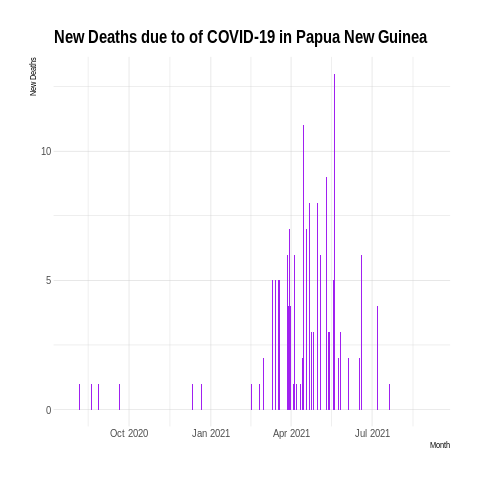 New Deaths due to of COVID-19 in Papua New Guinea
New Deaths
10
5
0
Oct 2020 Jan 2021 Apr 2021 Jul 2021
Month